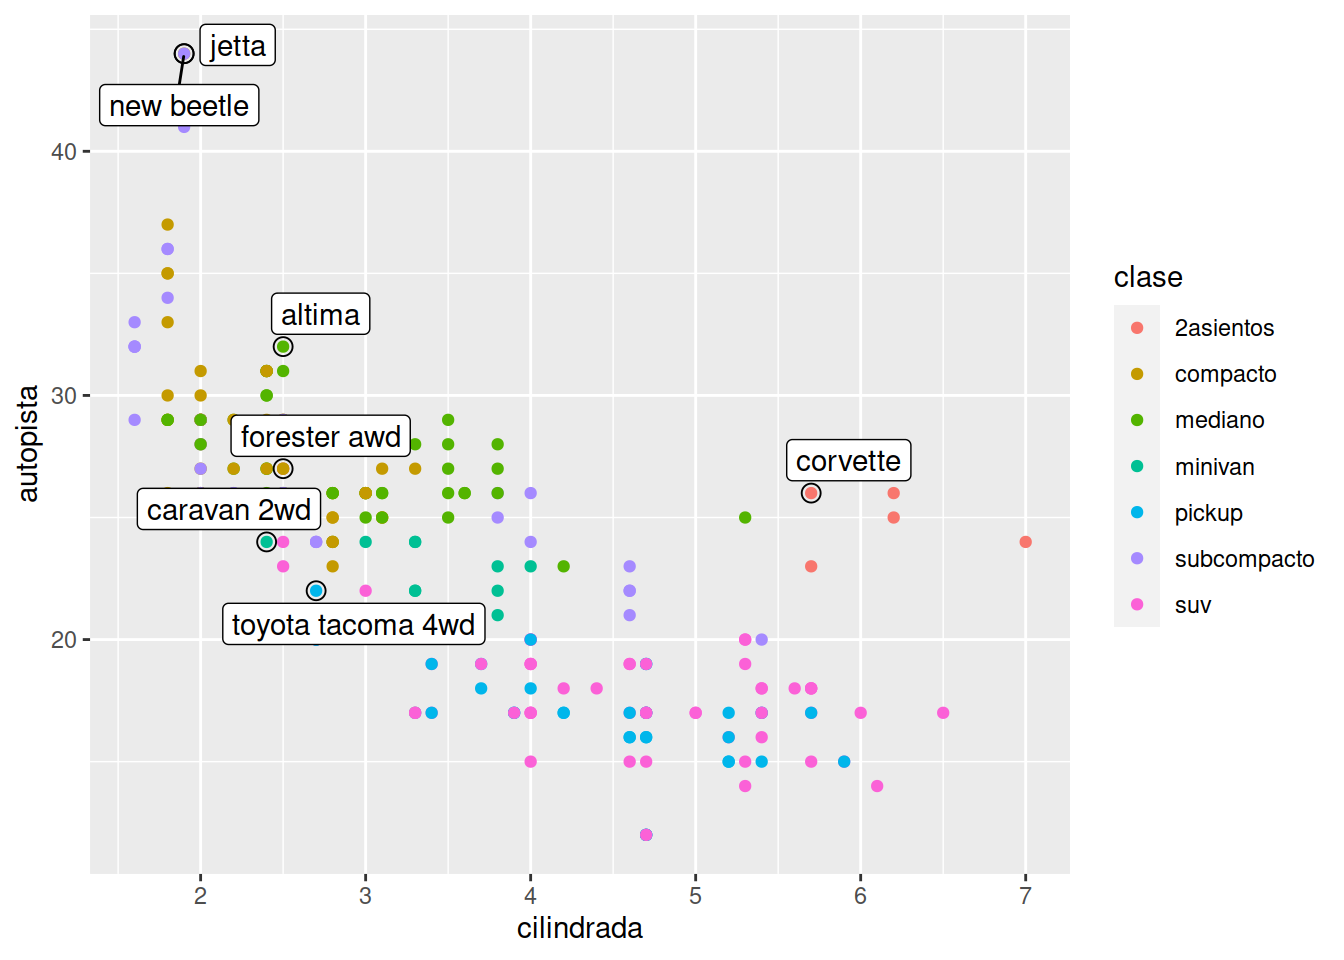 jetta
new beetle
altima
forester awd
corvette
caravan 2wd
toyota tacoma 4wd
40
30
20
autopista
2 3 4 5 6 7
cilindrada
clase
2asientos
compacto
mediano
minivan
pickup
subcompacto
suv